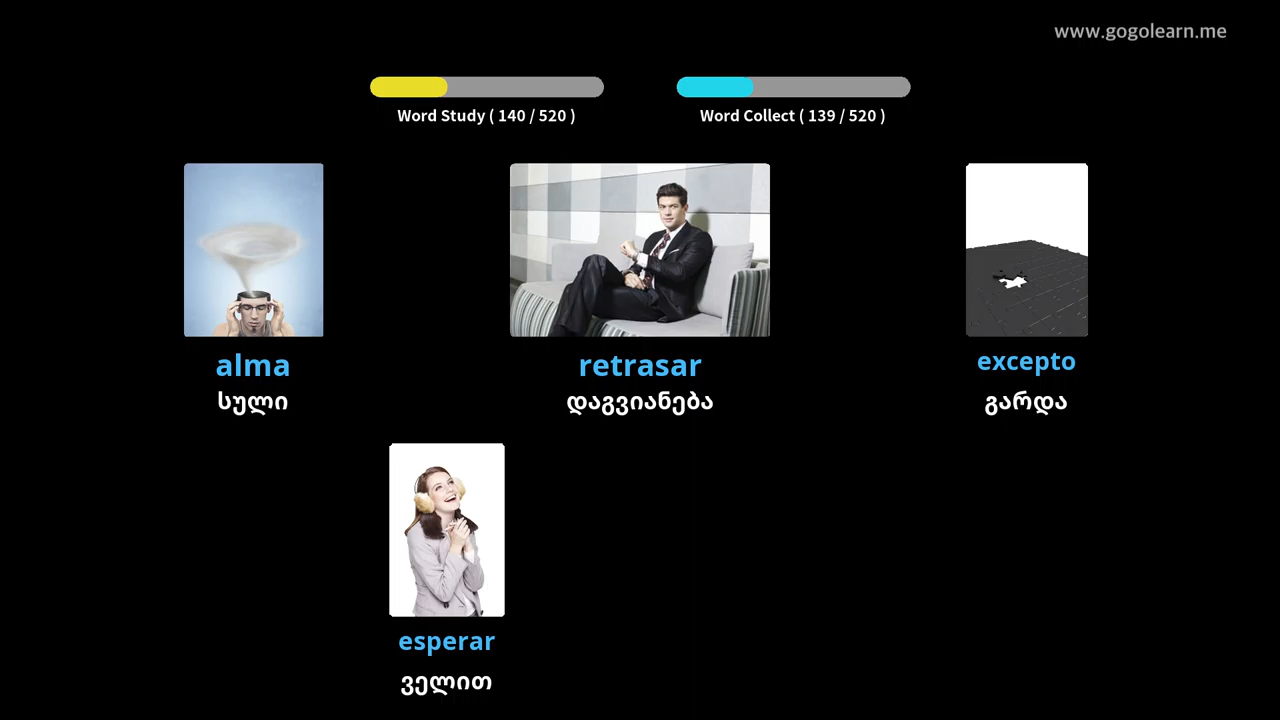 www.gogolearn.me
Word Study ( 140 / 520 )
Word Collect ( 139 / 520 )
alma
სული
retrasar
დაგვიანება
excepto
გარდა
esperar
ველით